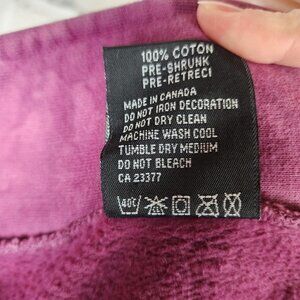 100% COTON
PRE-SHRUNK
PRE-RETRECI
MADE IN CANADA
DO NOT IRON DECORATION
DO NOT DRY CLEAN
MACHINE WASH COOL
TUMBLE DRY MEDIUM
DO NOT BLEACH
CA 23377
40C